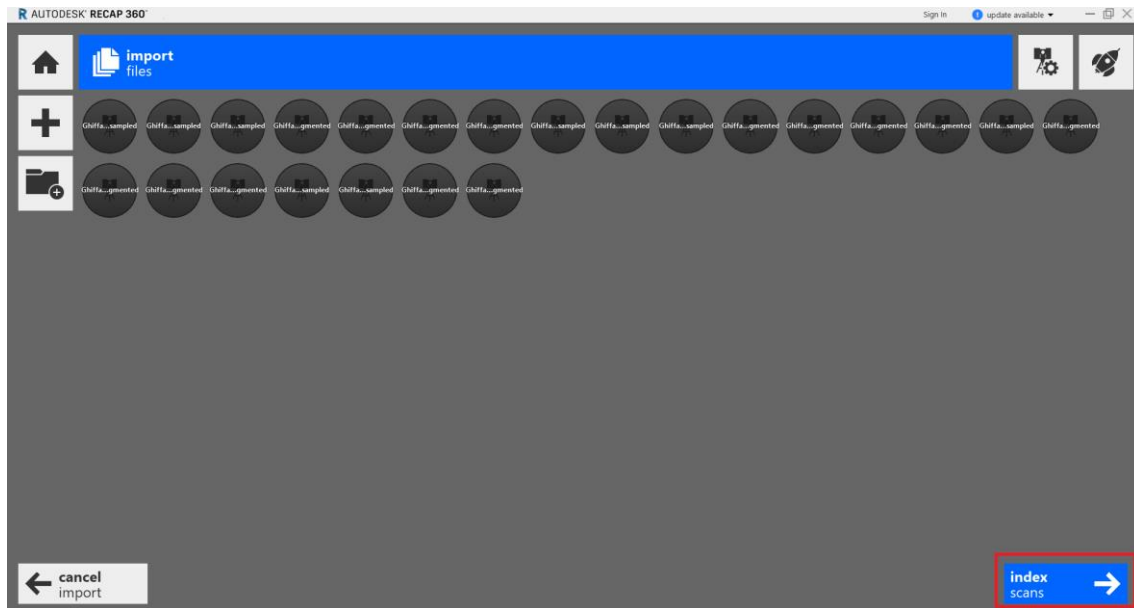 AUTODESK® RECAP 360™
Sign In
update available
import
files
Ghiffa...sampled Ghiffa...sampled Ghiffa...sampled Ghiffa...gmented Ghiffa...gmented Ghiffa...gmented Ghiffa...gmented Ghiffa...sampled Ghiffa...sampled Ghiffa...sampled Ghiffa...gmented Ghiffa...gmented Ghiffa...gmented Ghiffa...gmented Ghiffa...sampled Ghiffa...gmented
Ghiffa...gmented Ghiffa...gmented Ghiffa...gmented Ghiffa...sampled Ghiffa...sampled Ghiffa...gmented Ghiffa...gmented
cancel
import
index
scans